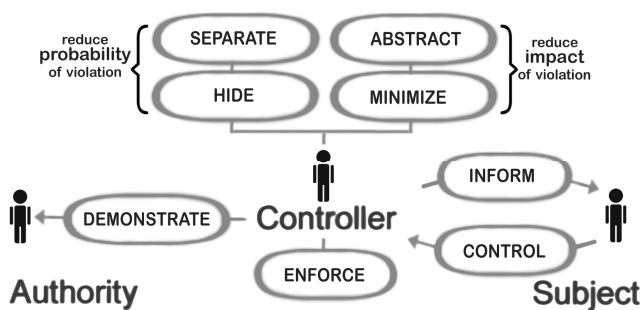 reduce
probability
of violation
SEPARATE
ABSTRACT
reduce
impact
of violation
HIDE
MINIMIZE
INFORM
DEMONSTRATE
Controller
CONTROL
ENFORCE
Authority
Subject